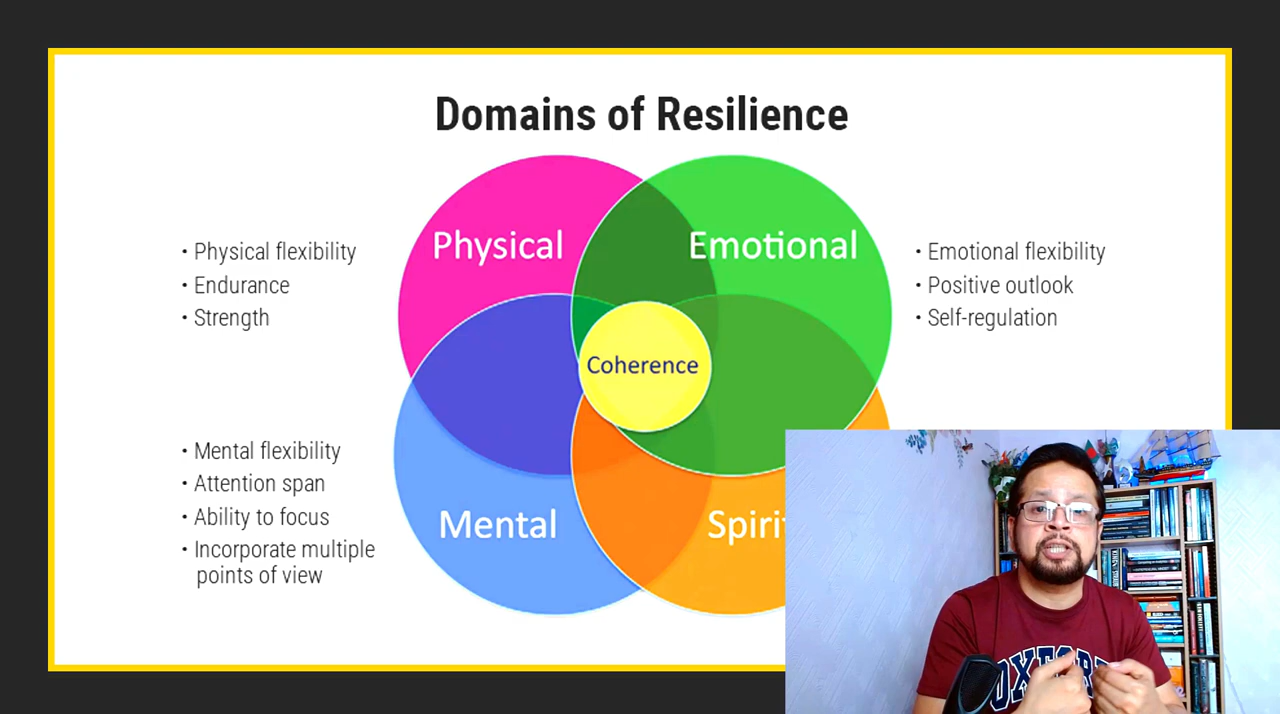 Domains of Resilience
Physical
Emotional
• Physical flexibility
• Endurance
• Strength
• Emotional flexibility
• Positive outlook
• Self-regulation
Coherence
• Mental flexibility
• Attention span
• Ability to focus
• Incorporate multiple
points of view
Mental
Spiri